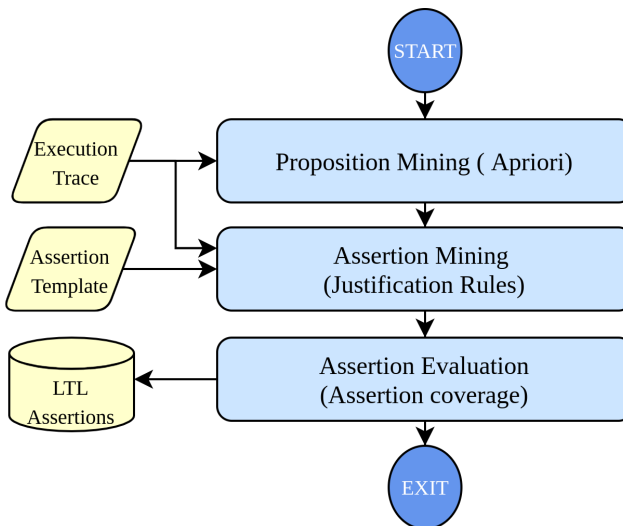 START
Execution
Trace
Proposition Mining ( Apriori)
Assertion
Template
Assertion Mining
(Justification Rules)
LTL
Assertions
Assertion Evaluation
(Assertion coverage)
EXIT